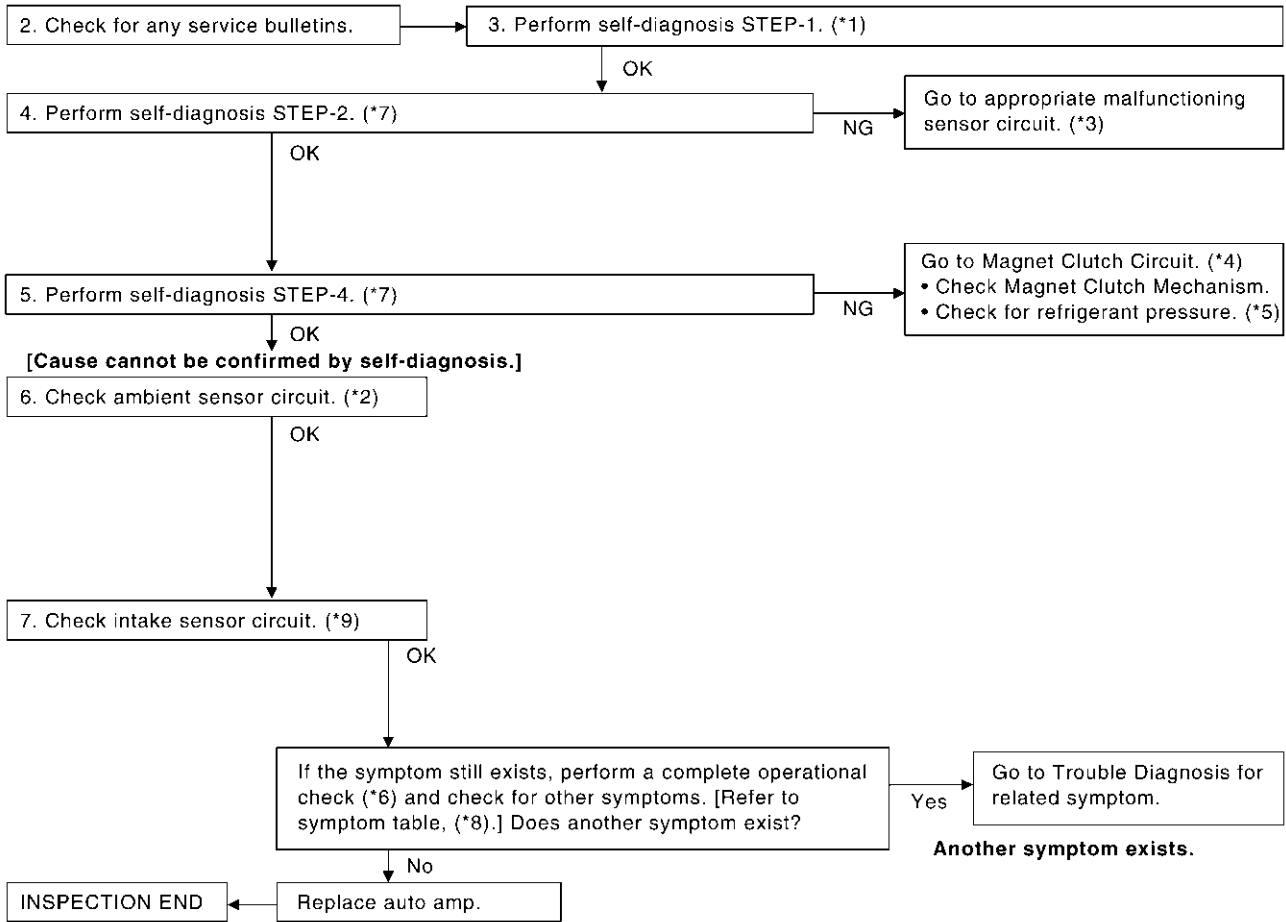 2. Check for any service bulletins.
3. Perform self-diagnosis STEP-1. (*1)
OK
4. Perform self-diagnosis STEP-2. (*7)
NG
Go to appropriate malfunctioning
sensor circuit. (*3)
OK
5. Perform self-diagnosis STEP-4. (*7)
NG
Go to Magnet Clutch Circuit. (*4)
• Check Magnet Clutch Mechanism.
• Check for refrigerant pressure. (*5)
OK
[Cause cannot be confirmed by self-diagnosis.]
6. Check ambient sensor circuit. (*2)
OK
7. Check intake sensor circuit. (*9)
OK
If the symptom still exists, perform a complete operational
check (*6) and check for other symptoms. [Refer to
symptom table, (*8).] Does another symptom exist?
Yes
Go to Trouble Diagnosis for
related symptom.
Another symptom exists.
No
Replace auto amp.
INSPECTION END